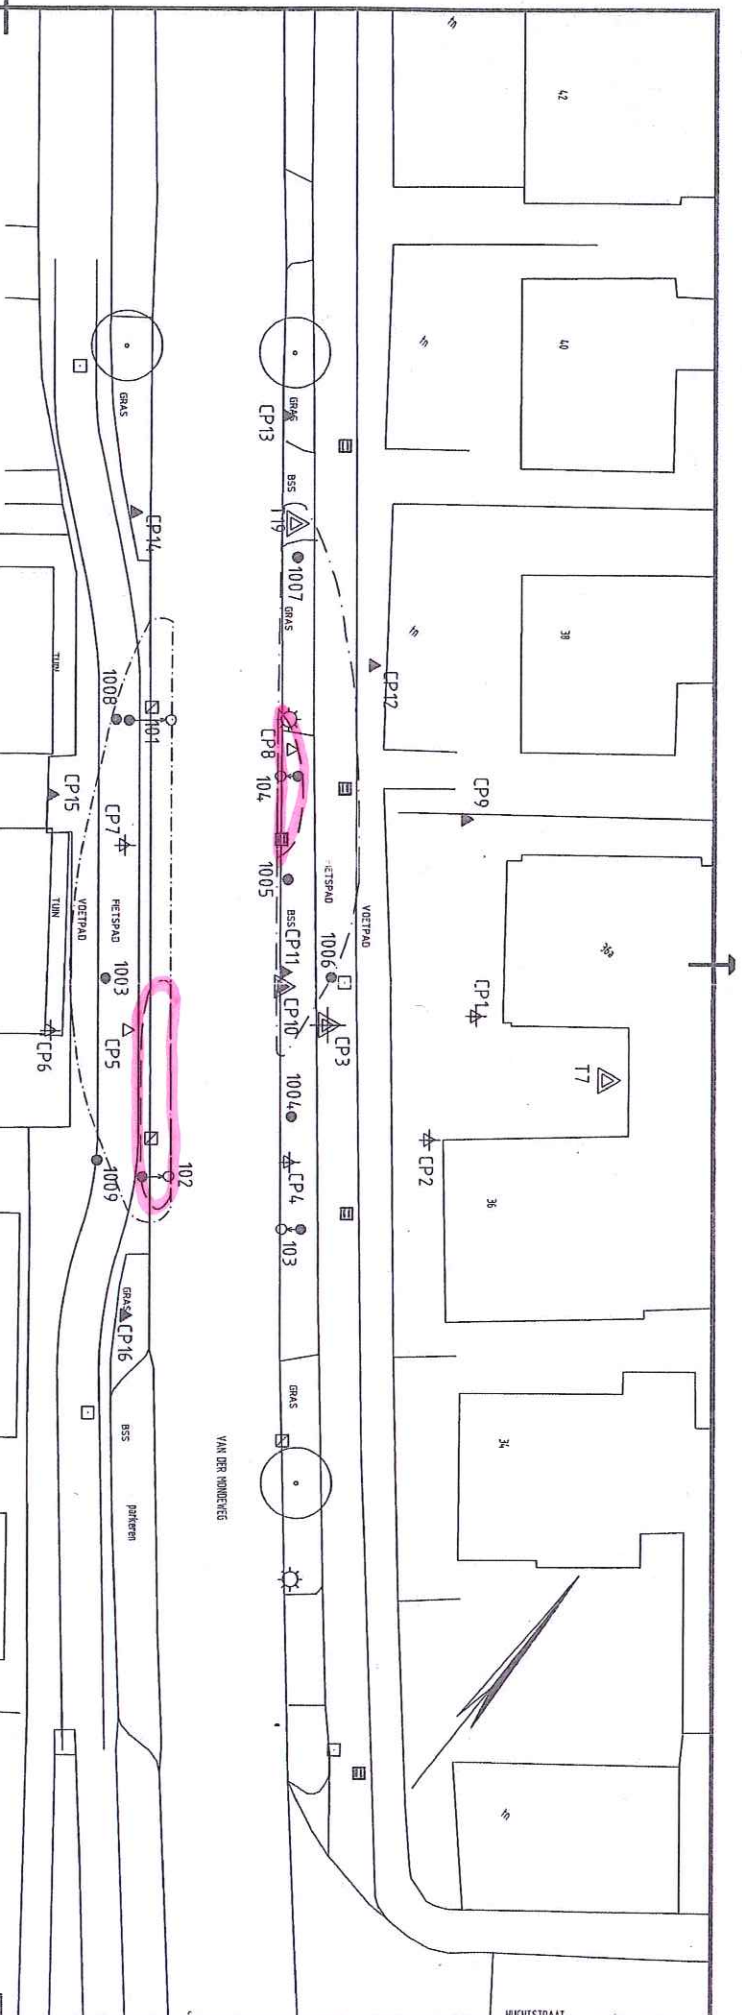 42
GRAS
GRAS
CP13
40
BSS
CP14
T19
1007
GRAS
38
TUIN
CP12
1008
101
CP8
104
CP15
CP7
CP9
1005
FIETSPAD
TUIN
VOETPAD
FIETSPAD
BSS
VOETPAD
36a
CP11
1006
1003
CP10
CP1
CP6
CP5
CP3
T7
1004
1009
102
CP4
CP2
103
36
GRAS
CP16
GRAS
BSS
VAN DER MONDEWEG
34
parkeren